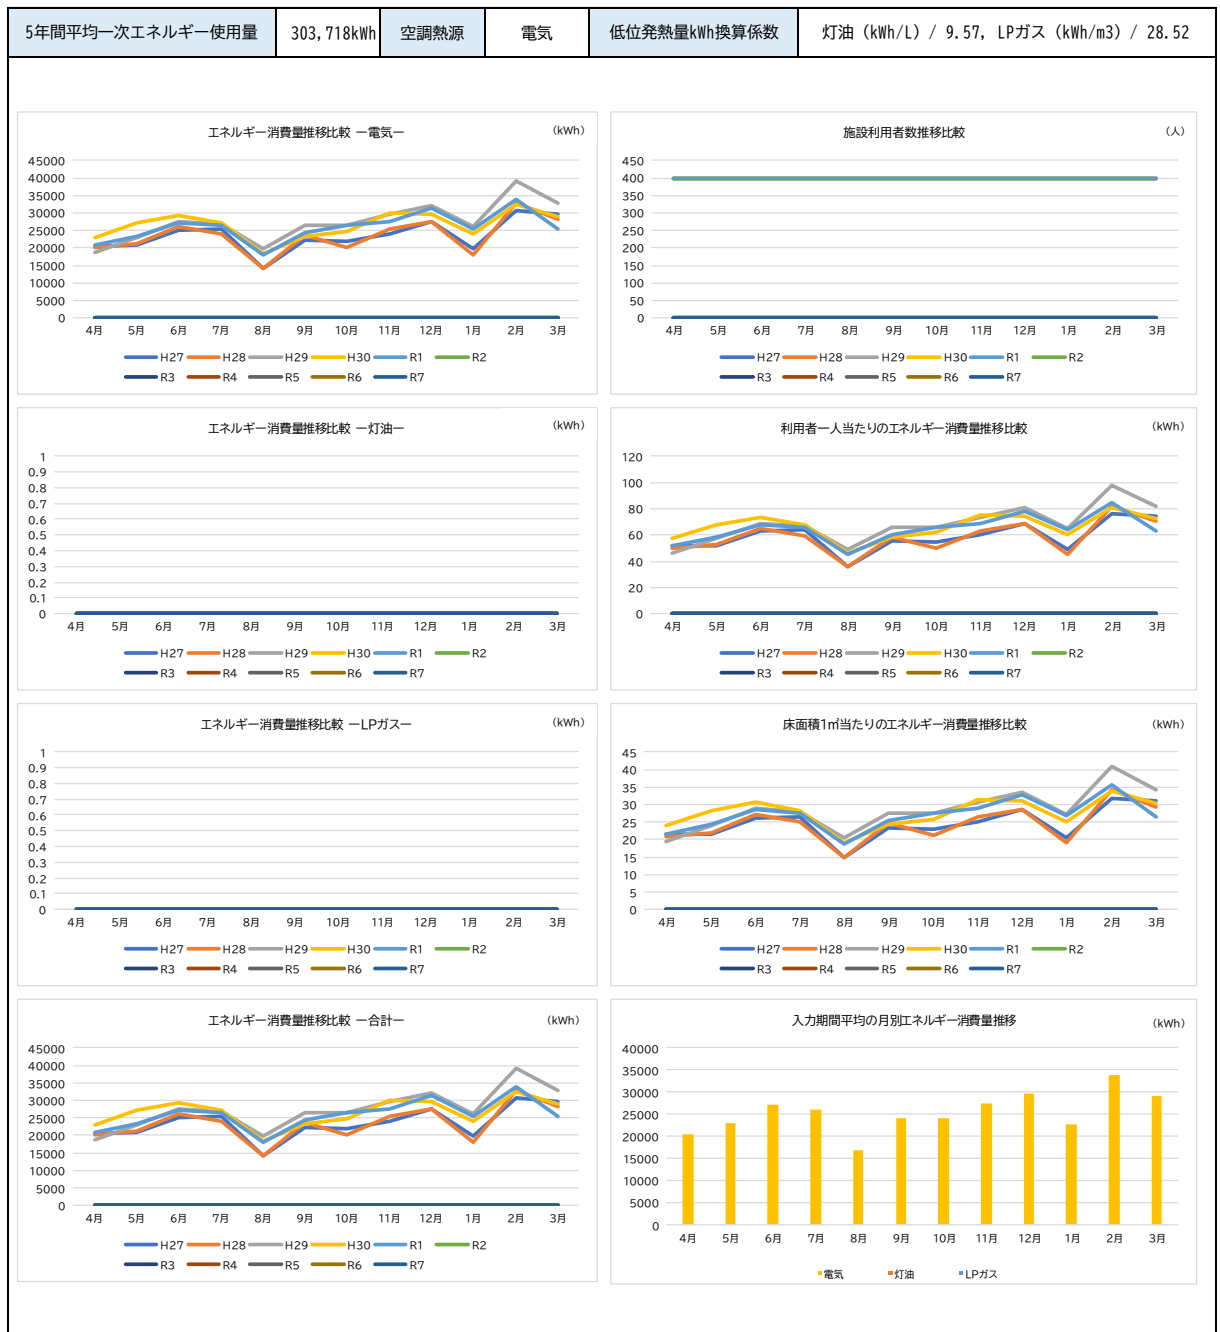 5年間平均一次エネルギー使用量 303,718kWh 空調熱源 電気 低位発熱量kWh換算係数 灯油（kWh/L）/ 9.57, LPガス（kWh/m3）/ 28.52
エネルギー消費量推移比較 ー電気ー (kWh)
45000
40000
35000
30000
25000
20000
15000
10000
5000
0
4月 5月 6月 7月 8月 9月 10月 11月 12月 1月 2月 3月
H27 H28 H29 H30 R1 R2
R3 R4 R5 R6 R7
施設利用者数推移比較 (人)
450
400
350
300
250
200
150
100
50
0
4月 5月 6月 7月 8月 9月 10月 11月 12月 1月 2月 3月
H27 H28 H29 H30 R1 R2
R3 R4 R5 R6 R7
エネルギー消費量推移比較 ー灯油ー (kWh)
1
0.9
0.8
0.7
0.6
0.5
0.4
0.3
0.2
0.1
0
4月 5月 6月 7月 8月 9月 10月 11月 12月 1月 2月 3月
H27 H28 H29 H30 R1 R2
R3 R4 R5 R6 R7
利用者一人当たりのエネルギー消費量推移比較 (kWh)
120
100
80
60
40
20
0
4月 5月 6月 7月 8月 9月 10月 11月 12月 1月 2月 3月
H27 H28 H29 H30 R1 R2
R3 R4 R5 R6 R7
エネルギー消費量推移比較 ーLPガスー (kWh)
1
0.9
0.8
0.7
0.6
0.5
0.4
0.3
0.2
0.1
0
4月 5月 6月 7月 8月 9月 10月 11月 12月 1月 2月 3月
H27 H28 H29 H30 R1 R2
R3 R4 R5 R6 R7
床面積1㎡当たりのエネルギー消費量推移比較 (kWh)
45
40
35
30
25
20
15
10
5
0
4月 5月 6月 7月 8月 9月 10月 11月 12月 1月 2月 3月
H27 H28 H29 H30 R1 R2
R3 R4 R5 R6 R7
エネルギー消費量推移比較 ー合計ー (kWh)
45000
40000
35000
30000
25000
20000
15000
10000
5000
0
4月 5月 6月 7月 8月 9月 10月 11月 12月 1月 2月 3月
H27 H28 H29 H30 R1 R2
R3 R4 R5 R6 R7
入力期間平均の月別エネルギー消費量推移 (kWh)
40000
35000
30000
25000
20000
15000
10000
5000
0
4月 5月 6月 7月 8月 9月 10月 11月 12月 1月 2月 3月
電気 灯油 LPガス